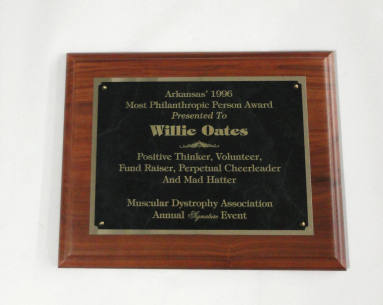 Arkansas' 1996
Most Philanthropic Person Award
Presented To
Willie Oates
Positive Thinker, Volunteer,
Fund Raiser, Perpetual Cheerleader
And Mad Hatter
Muscular Dystrophy Association
Annual Signature Event